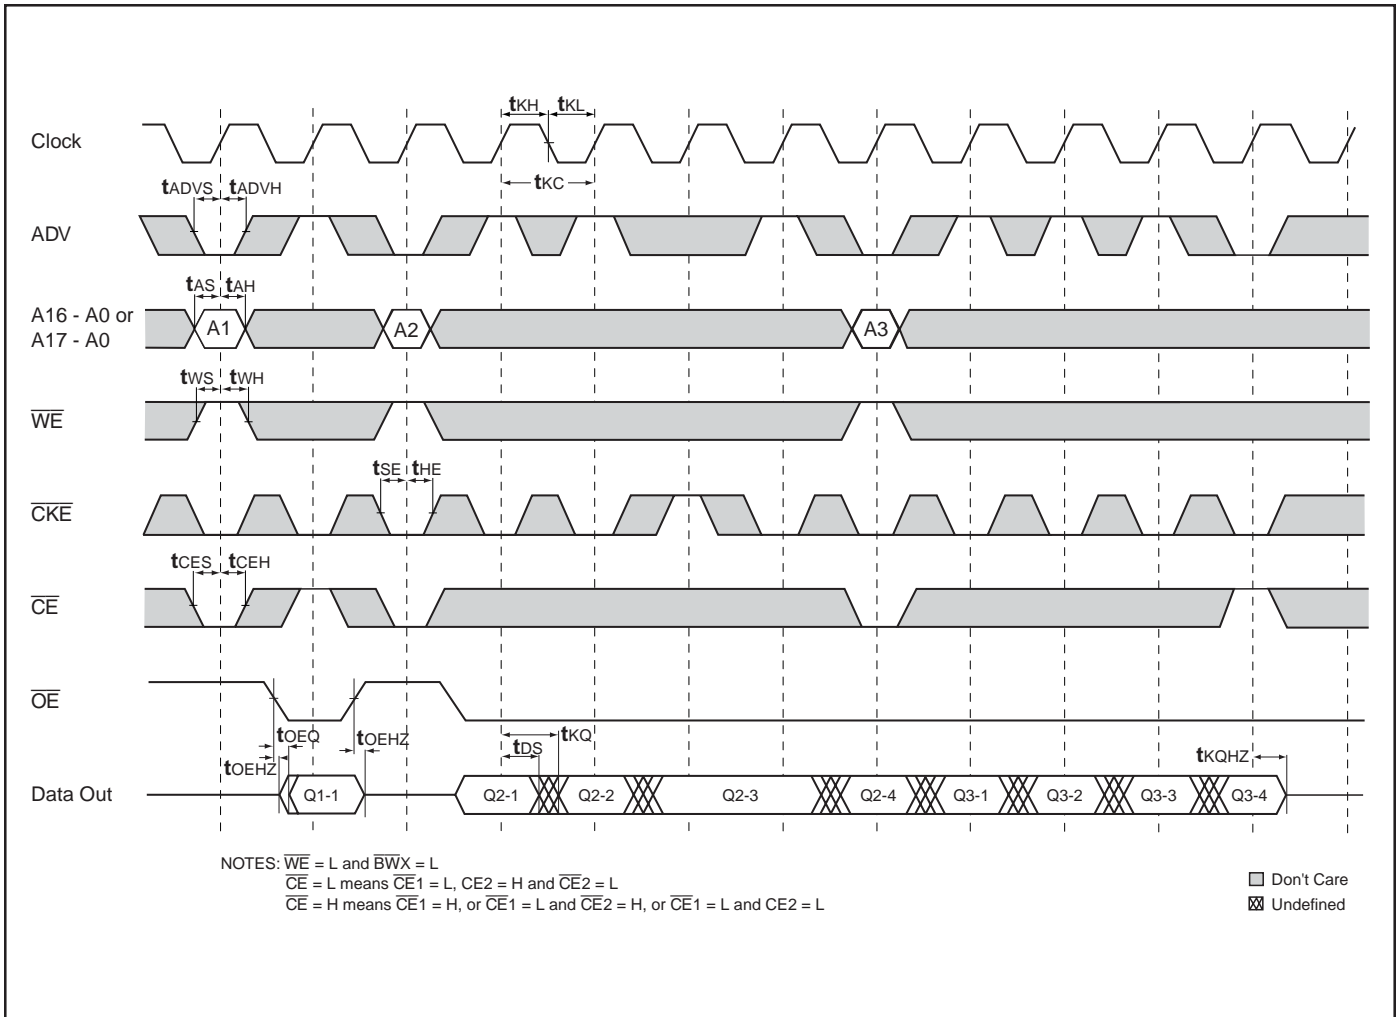 tKH tKL
Clock
tADVS tADVH
tKC
ADV
tAS tAH
A16 - A0 or
A17 - A0
A1 A2 A3
tWS tWH
WE
tSE tHE
CKE
tCES tCEH
CE
OE
tOEQ tOEHZ tKQ
tOEHZ tDS tKQHZ
Data Out Q1-1 Q2-1 Q2-2 Q2-3 Q2-4 Q3-1 Q3-2 Q3-3 Q3-4
NOTES: WE = L and BWX = L
CE = L means CE1 = L, CE2 = H and CE2 = L
CE = H means CE1 = H, or CE1 = L and CE2 = H, or CE1 = L and CE2 = L
Don't Care
Undefined